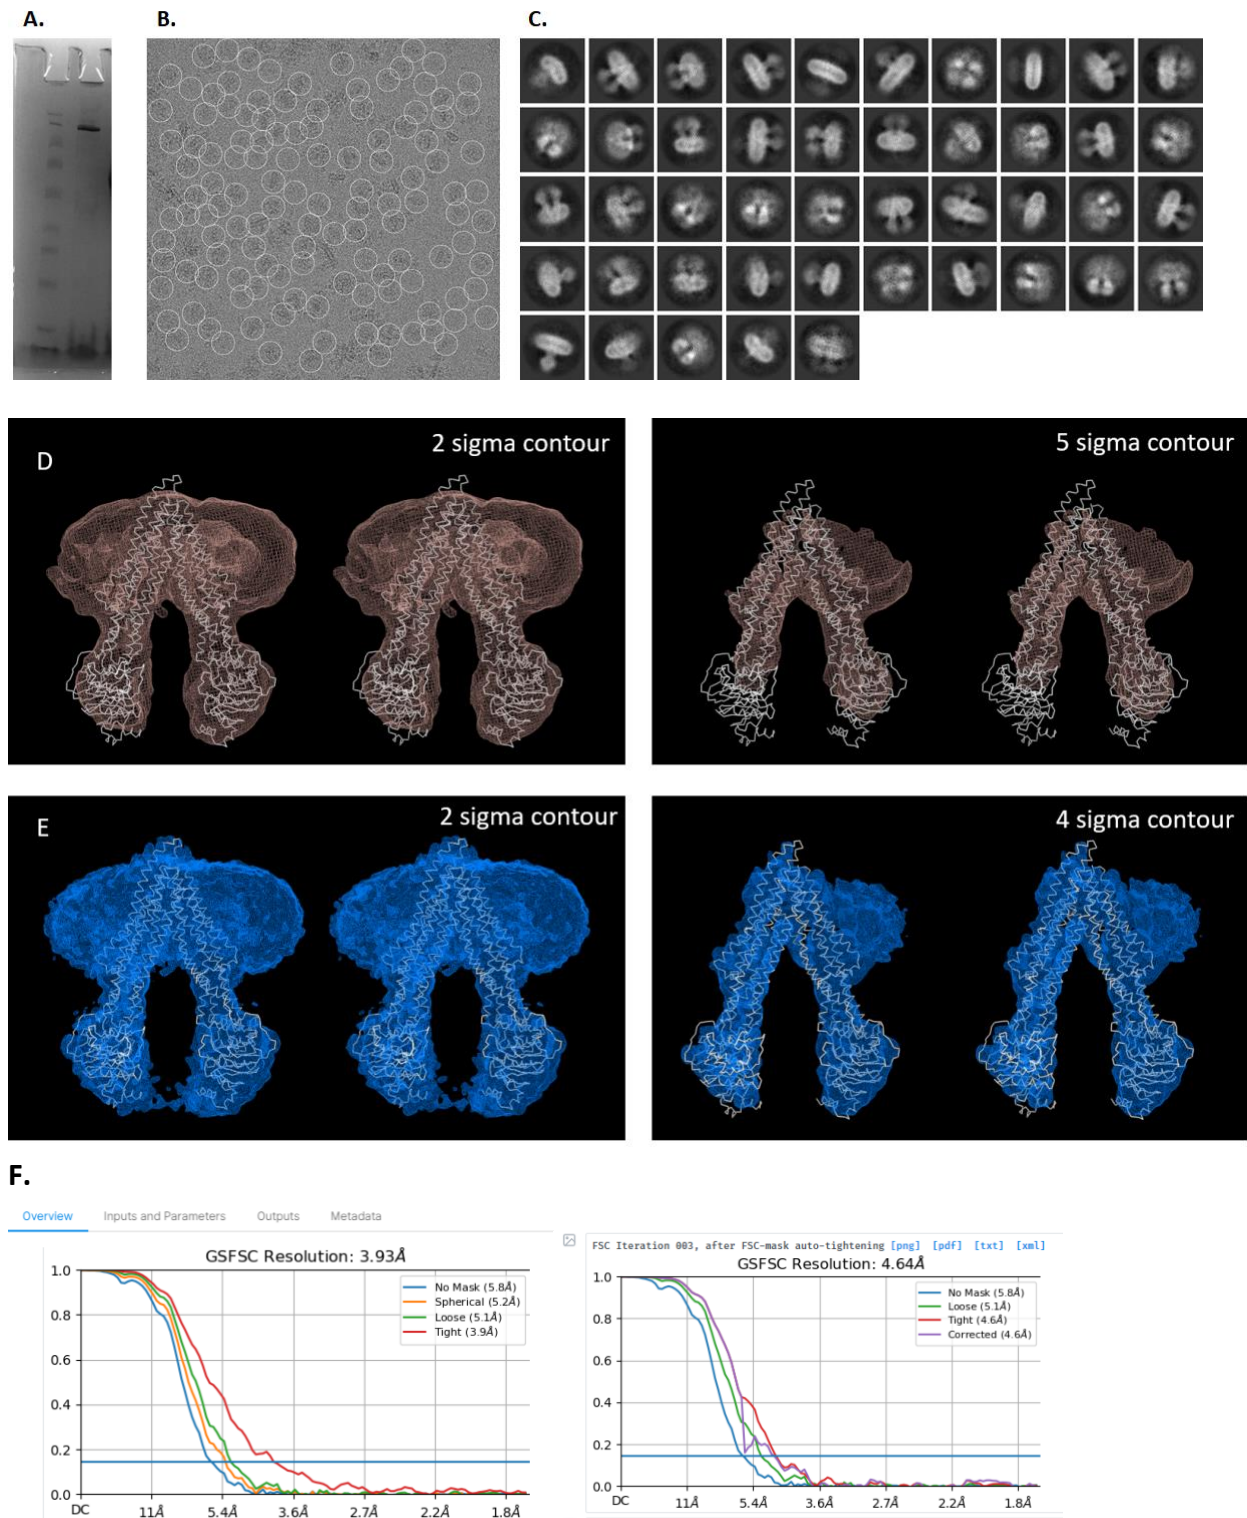 A.
B.
C.
D
2 sigma contour
5 sigma contour
E
2 sigma contour
4 sigma contour
F.
Overview Inputs and Parameters Outputs Metadata
GSFSC Resolution: 3.93Å
1.0
0.8
0.6
0.4
0.2
0.0
No Mask (5.8Å)
Spherical (5.2Å)
Loose (5.1Å)
Tight (3.9Å)
DC 11Å 5.4Å 3.6Å 2.7Å 2.2Å 1.8Å
FSC Iteration 003, after FSC-mask auto-tightening [png] [pdf] [txt] [xml]
GSFSC Resolution: 4.64Å
1.0
0.8
0.6
0.4
0.2
0.0
No Mask (5.8Å)
Loose (5.1Å)
Tight (4.6Å)
Corrected (4.6Å)
DC 11Å 5.4Å 3.6Å 2.7Å 2.2Å 1.8Å